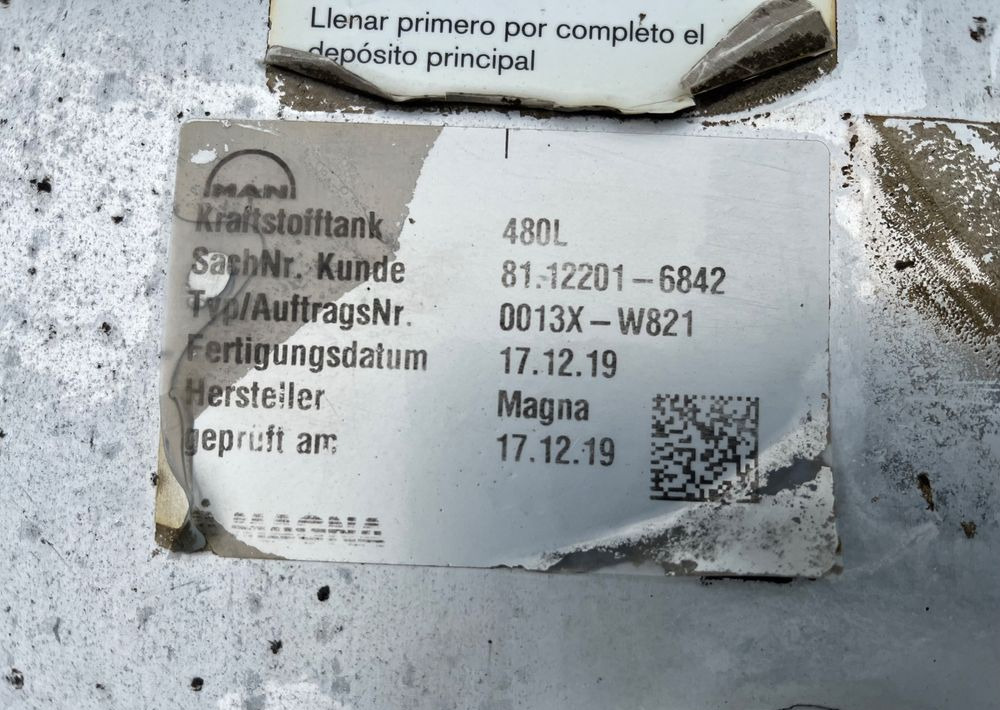 Llenar primero por completo el
depósito principal
MAN
Kraftstofftank 480L
SachNr. Kunde 81.12201-6842
Typ/AuftragsNr. 0013X-W821
Fertigungsdatum 17.12.19
Hersteller Magna
geprüft am: 17.12.19
MAGNA